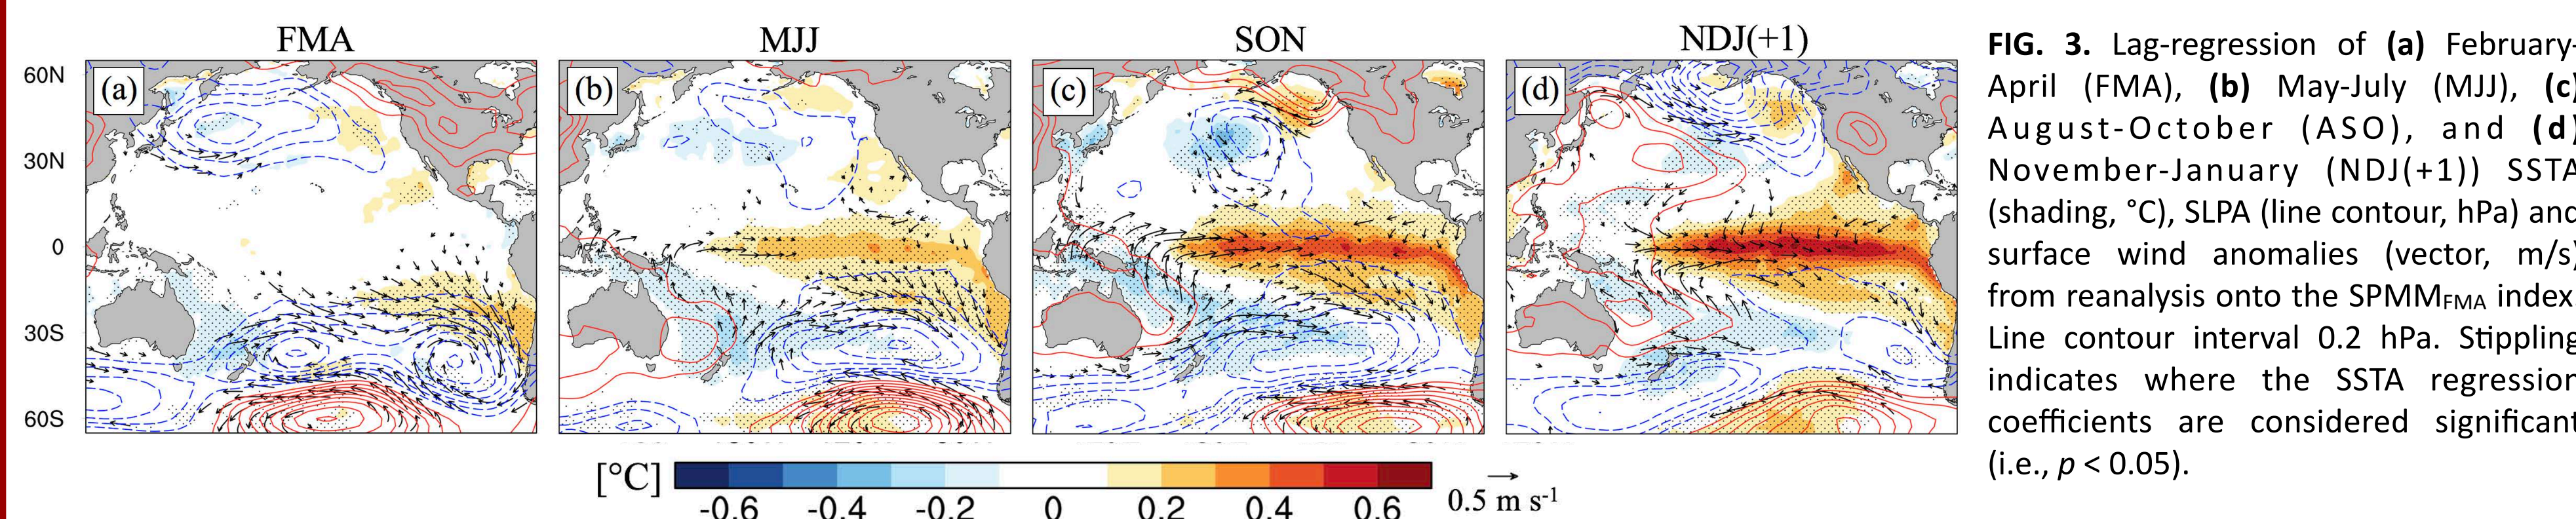 FMA
MJJ
SON
NDJ(+1)
(a)
(b)
(c)
(d)
60N
30N
0
30S
60S
[°C]
-0.6 -0.4 -0.2 0 0.2 0.4 0.6
0.5 m s-1
FIG. 3. Lag-regression of (a) February-
April (FMA), (b) May-July (MJJ), (c)
August-October (ASO), and (d)
November-January (NDJ(+1)) SSTA
(shading, °C), SLPA (line contour, hPa) and
surface wind anomalies (vector, m/s)
from reanalysis onto the SPMMFMA index.
Line contour interval 0.2 hPa. Stippling
indicates where the SSTA regression
coefficients are considered significant
(i.e., p < 0.05).